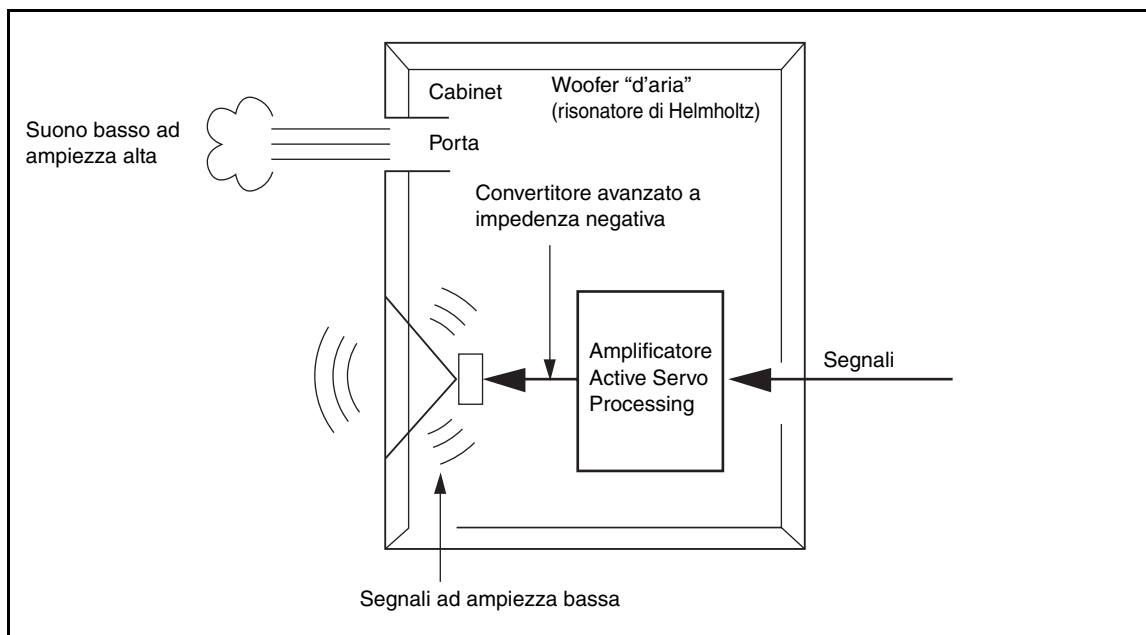 Cabinet
Woofer “d’aria”
(risonatore di Helmholtz)
Suono basso ad
ampiezza alta
Porta
Convertitore avanzato a
impedenza negativa
Amplificatore
Active Servo
Processing
Segnali
Segnali ad ampiezza bassa